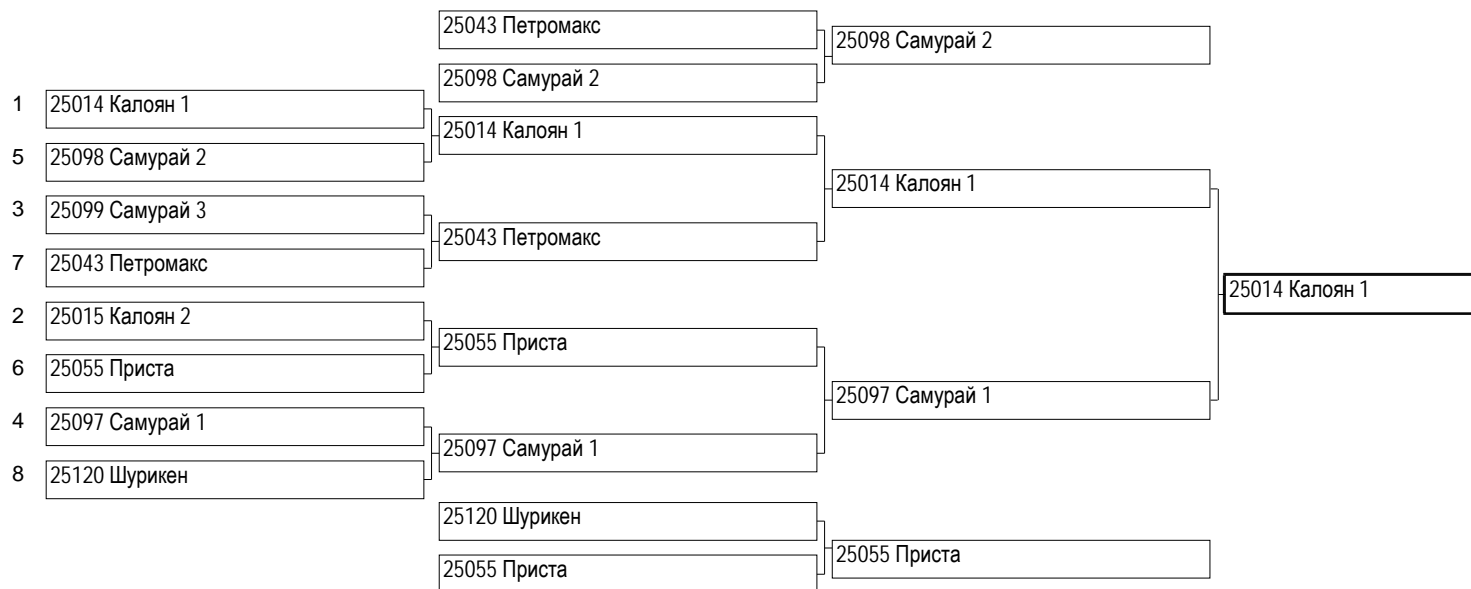 25043 Петромакс
25098 Самурай 2
25098 Самурай 2
1 25014 Калоян 1
25014 Калоян 1
5 25098 Самурай 2
25014 Калоян 1
3 25099 Самурай 3
25043 Петромакс
7 25043 Петромакс
25014 Калоян 1
2 25015 Калоян 2
25055 Приста
6 25055 Приста
25097 Самурай 1
4 25097 Самурай 1
25097 Самурай 1
8 25120 Шурикен
25120 Шурикен
25055 Приста
25055 Приста